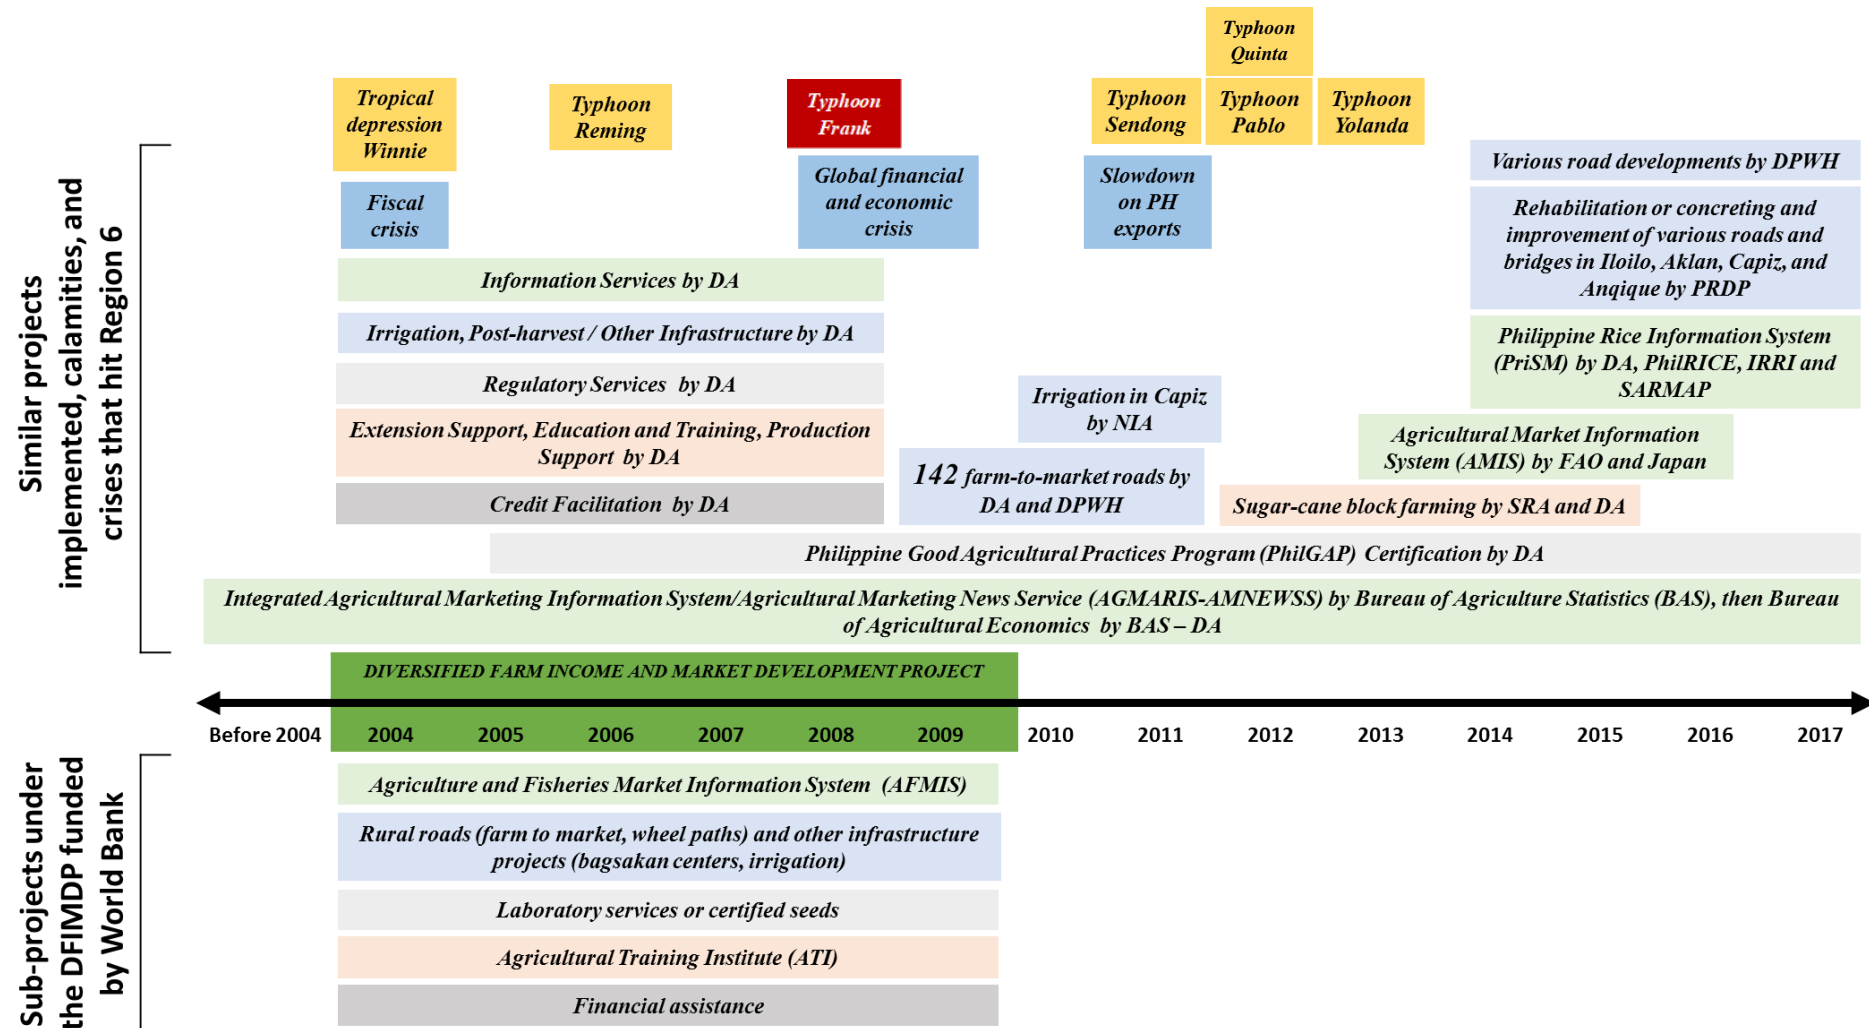 Typhoon
Quinta
Tropical
depression
Winnie
Typhoon
Reming
Typhoon
Frank
Typhoon
Sendong
Typhoon
Pablo
Typhoon
Yolanda
Similar projects
implemented, calamities, and
crises that hit Region 6
Fiscal
crisis
Global financial
and economic
crisis
Slowdown
on PH
exports
Various road developments by DPWH
Rehabilitation or concreting and
improvement of various roads and
bridges in Iloilo, Aklan, Capiz, and
Anqique by PRDP
Information Services by DA
Irrigation, Post-harvest / Other Infrastructure by DA
Philippine Rice Information System
(PriSM) by DA, PhilRICE, IRRI and
SARMAP
Regulatory Services by DA
Irrigation in Capiz
by NIA
Extension Support, Education and Training, Production
Support by DA
Agricultural Market Information
System (AMIS) by FAO and Japan
142 farm-to-market roads by
DA and DPWH
Credit Facilitation by DA
Sugar-cane block farming by SRA and DA
Philippine Good Agricultural Practices Program (PhilGAP) Certification by DA
Integrated Agricultural Marketing Information System/Agricultural Marketing News Service (AGMARIS-AMNEWSS) by Bureau of Agriculture Statistics (BAS), then Bureau
of Agricultural Economics by BAS – DA
DIVERSIFIED FARM INCOME AND MARKET DEVELOPMENT PROJECT
Before 2004 2004 2005 2006 2007 2008 2009 2010 2011 2012 2013 2014 2015 2016 2017
Sub-projects under
the DFIMDP funded
by World Bank
Agriculture and Fisheries Market Information System (AFMIS)
Rural roads (farm to market, wheel paths) and other infrastructure
projects (bagsakan centers, irrigation)
Laboratory services or certified seeds
Agricultural Training Institute (ATI)
Financial assistance